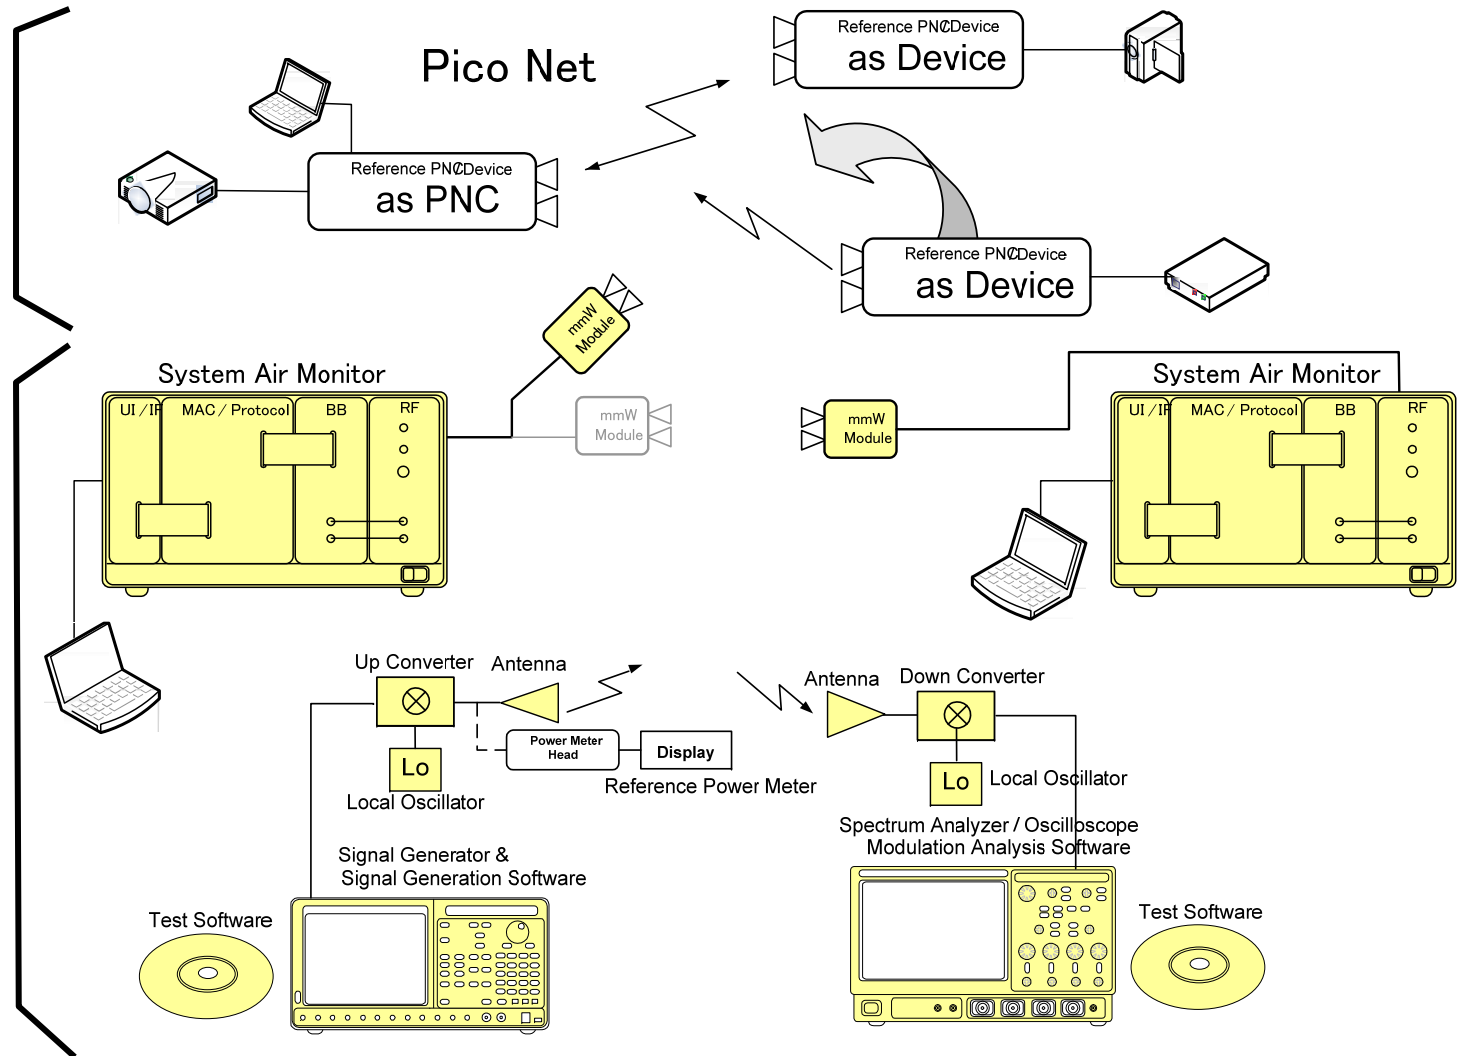 Reference PNC/Device
as Device
Pico Net
Reference PNC/Device
as PNC
Reference PNC/Device
as Device
mmW
Module
System Air Monitor
UI / IF
MAC / Protocol
BB
RF
mmW
Module
mmW
Module
System Air Monitor
UI / IF
MAC / Protocol
BB
RF
Up Converter
Antenna
Lo
Local Oscillator
Power Meter
Head
Display
Reference Power Meter
Antenna
Down Converter
Lo
Local Oscillator
Signal Generator &
Signal Generation Software
Test Software
Spectrum Analyzer / Oscilloscope
Modulation Analysis Software
Test Software